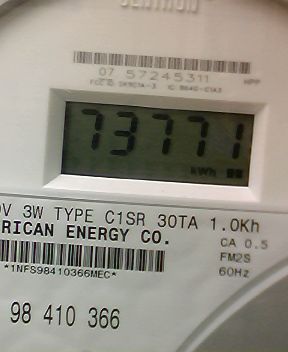 CENTRON
07 57245311
73771
kWh
V 3W TYPE C1SR 30TA 1.0Kh
RICAN ENERGY CO.
CA 0.5
*1NFS98410366MEC*
FM2S
60Hz
98 410 366